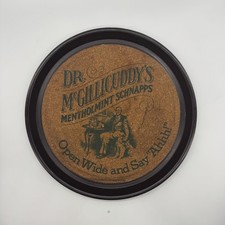 DR.
McGILLICUDDY'S
MENTHOLMINT SCHNAPPS
Open Wide and Say "Ahhh!"